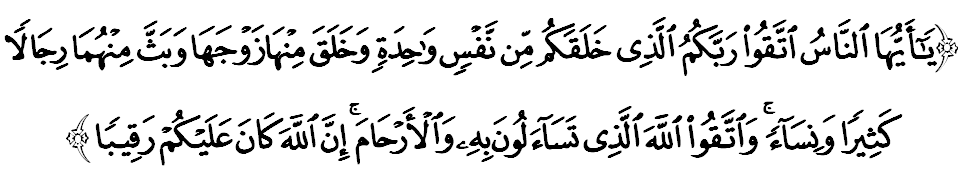 ﴿يَٰٓأَيُّهَا ٱلنَّاسُ ٱتَّقُوا۟ رَبَّكُمُ ٱلَّذِى خَلَقَكُم مِّن نَّفْسٍۢ وَٰحِدَةٍۢ وَخَلَقَ مِنْهَا زَوْجَهَا وَبَثَّ مِنْهُمَا رِجَالًۭا
كَثِيرًۭا وَنِسَآءًۭ ۚ وَٱتَّقُوا۟ ٱللَّهَ ٱلَّذِى تَسَآءَلُونَ بِهِۦ وَٱلْأَرْحَامَ ۚ إِنَّ ٱللَّهَ كَانَ عَلَيْكُمْ رَقِيبًۭا﴾